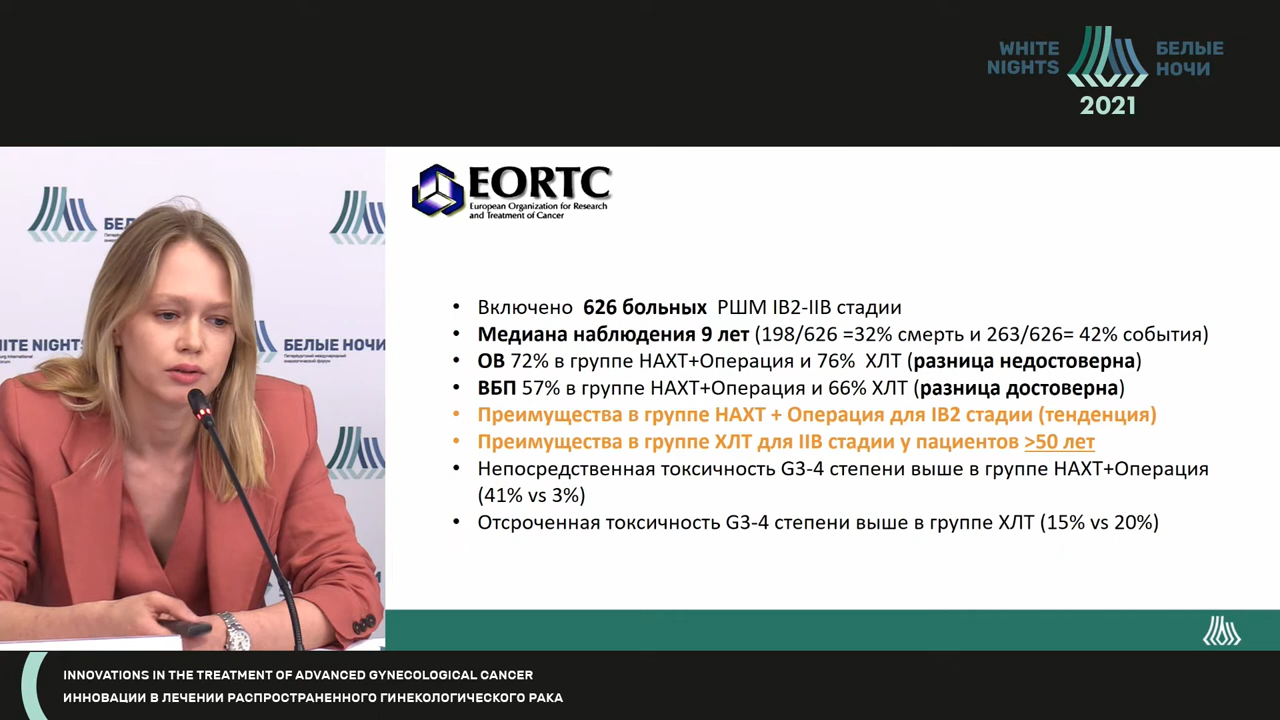 WHITE NIGHTS
БЕЛЫЕ НОЧИ
2021
EORTC
European Organization for Research
and Treatment of Cancer
• Включено 626 больных РШМ IB2-IIB стадии
• Медиана наблюдения 9 лет (198/626 =32% смерть и 263/626= 42% события)
• ОВ 72% в группе НАХТ+Операция и 76% ХЛТ (разница недостоверна)
• ВБП 57% в группе НАХТ+Операция и 66% ХЛТ (разница достоверна)
• Преимущества в группе НАХТ + Операция для IB2 стадии (тенденция)
• Преимущества в группе ХЛТ для IIB стадии у пациентов >50 лет
• Непосредственная токсичность G3-4 степени выше в группе НАХТ+Операция
(41% vs 3%)
• Отсроченная токсичность G3-4 степени выше в группе ХЛТ (15% vs 20%)
БЕЛ
NIGHTS
БЕЛЫЕ НОЧИ
INNOVATIONS IN THE TREATMENT OF ADVANCED GYNECOLOGICAL CANCER
ИННОВАЦИИ В ЛЕЧЕНИИ РАСПРОСТРАНЕННОГО ГИНЕКОЛОГИЧЕСКОГО РАКА